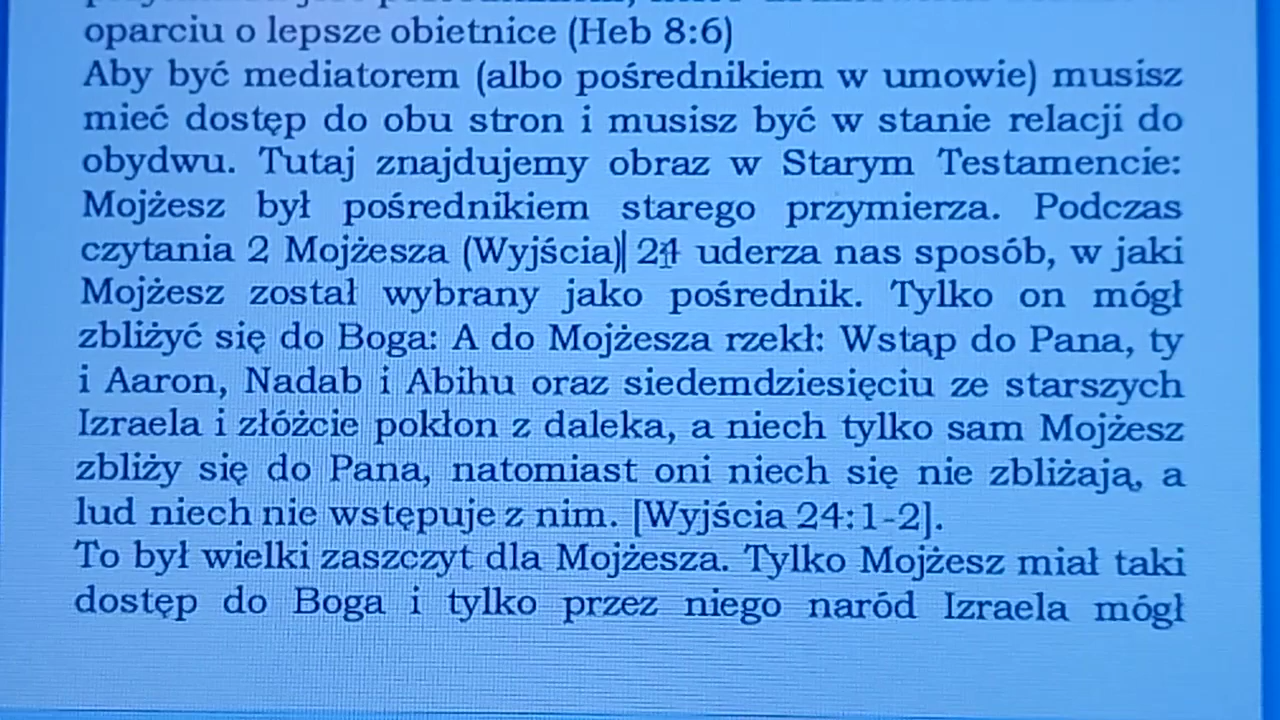 oparciu o lepsze obietnice (Heb 8:6)
Aby być mediatorem (albo pośrednikiem w umowie) musisz
mieć dostęp do obu stron i musisz być w stanie relacji do
obydwu. Tutaj znajdujemy obraz w Starym Testamencie:
Mojżesz był pośrednikiem starego przymierza. Podczas
czytania 2 Mojżesza (Wyjścia) 24 uderza nas sposób, w jaki
Mojżesz został wybrany jako pośrednik. Tylko on mógł
zbliżyć się do Boga: A do Mojżesza rzekł: Wstąp do Pana, ty
i Aaron, Nadab i Abihu oraz siedemdziesięciu ze starszych
Izraela i złóżcie pokłon z daleka, a niech tylko sam Mojżesz
zbliży się do Pana, natomiast oni niech się nie zbliżają, a
lud niech nie wstępuje z nim. [Wyjścia 24:1-2].
To był wielki zaszczyt dla Mojżesza. Tylko Mojżesz miał taki
dostęp do Boga i tylko przez niego naród Izraela mógł